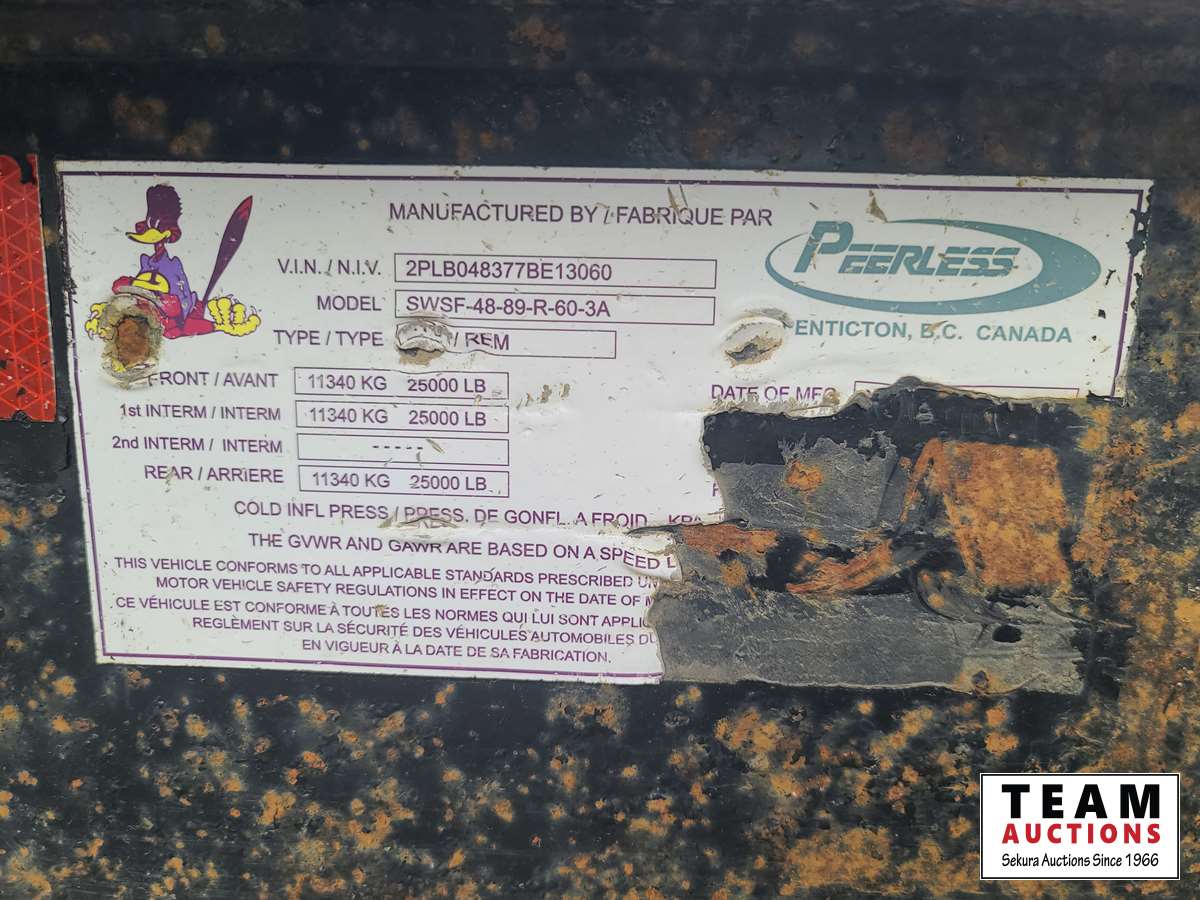 MANUFACTURED BY / FABRIQUE PAR
PEERLESS
ENTICTON, B.C. CANADA
V.I.N. / N.I.V. 2PLB048377BE13060
MODEL SWSF-48-89-R-60-3A
TYPE / TYPE / REM
FRONT / AVANT 11340 KG 25000 LB
DATE OF MFG
1st INTERM / INTERM 11340 KG 25000 LB
2nd INTERM / INTERM -----
REAR / ARRIERE 11340 KG 25000 LB
COLD INFL PRESS / PRESS. DE GONFL. A FROID KPA
THE GVWR AND GAWR ARE BASED ON A SPEED
THIS VEHICLE CONFORMS TO ALL APPLICABLE STANDARDS PRESCRIBED
MOTOR VEHICLE SAFETY REGULATIONS IN EFFECT ON THE DATE OF
CE VÉHICULE EST CONFORME À TOUTES LES NORMES QUI LUI SONT APPLIC
REGLÈMENT SUR LA SÉCURITÉ DES VÉHICULES AUTOMOBILES DU
EN VIGUEUR À LA DATE DE SA FABRICATION.
TEAM
AUCTIONS
Sekura Auctions Since 1966